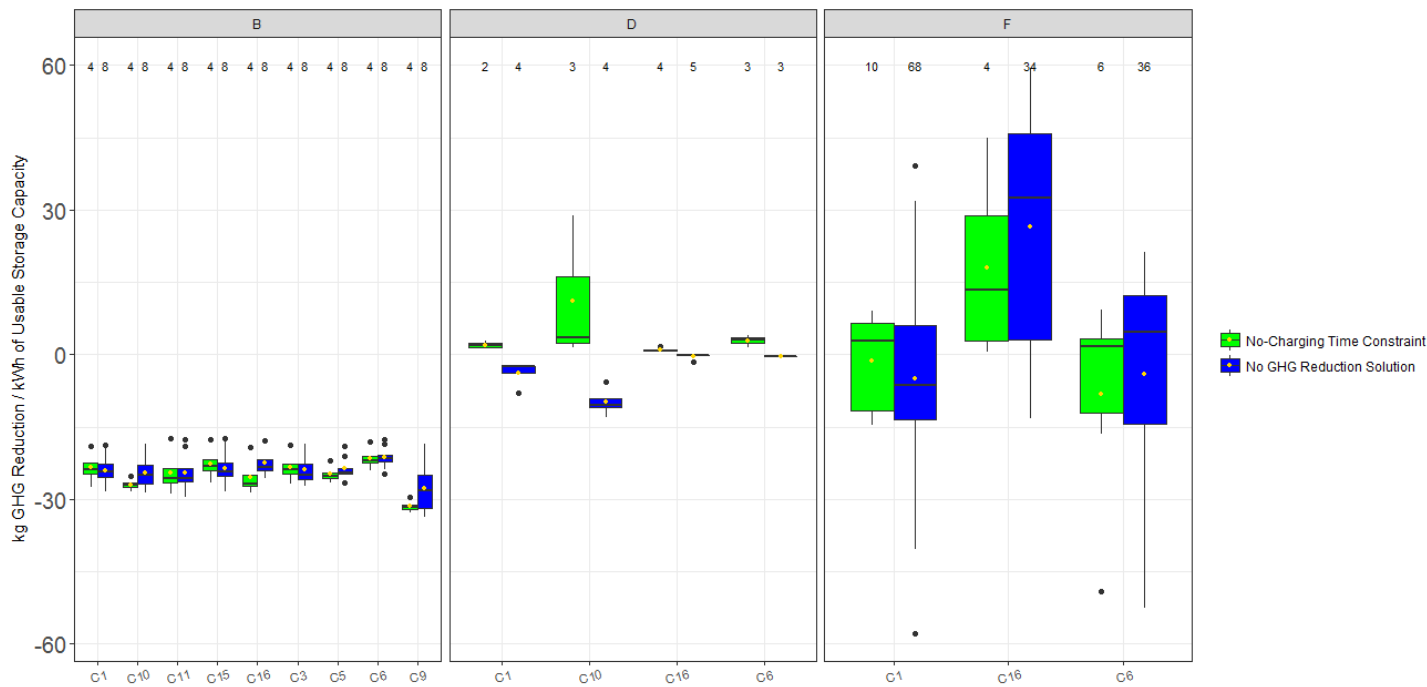 B D F
60 4 8 4 8 4 8 4 8 4 8 4 8 4 8 4 8 4 8 2 4 3 4 4 5 3 3 10 68 4 34 6 36
30
0
-30
-60
kg GHG Reduction / kWh of Usable Storage Capacity
No-Charging Time Constraint
No GHG Reduction Solution
C1 C10 C11 C15 C16 C3 C5 C6 C9 C1 C10 C16 C6 C1 C16 C6